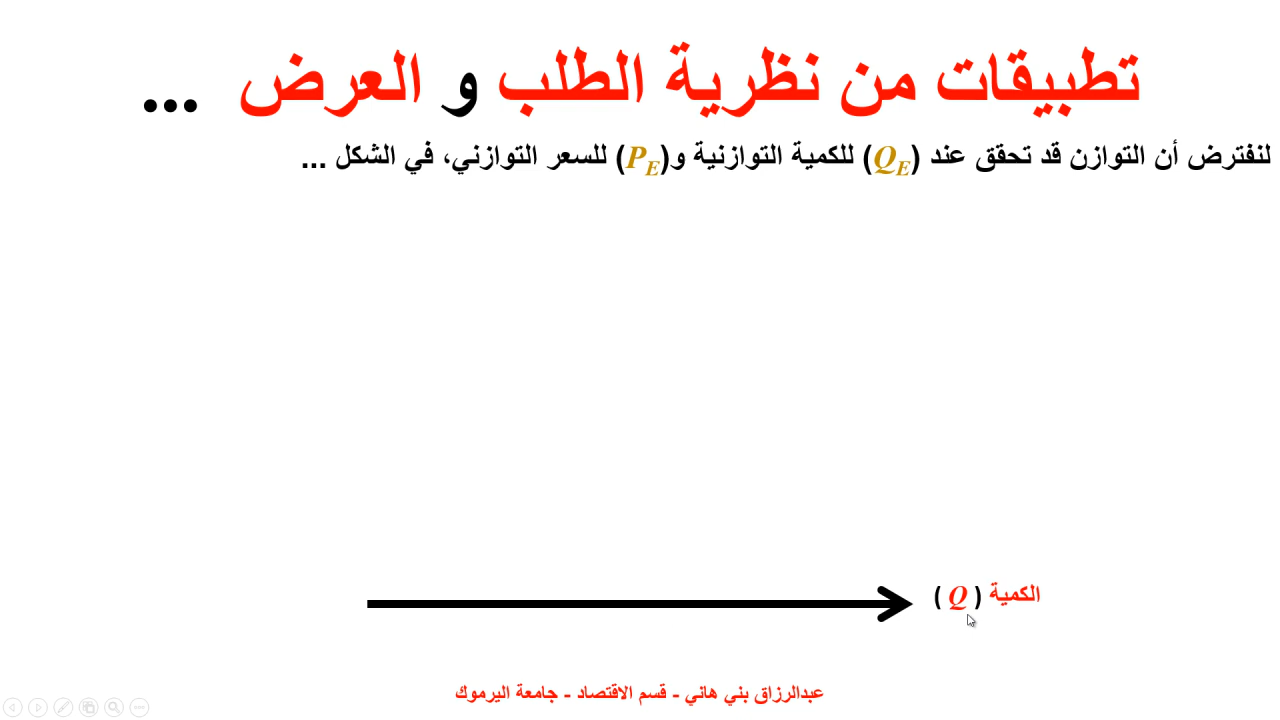 تطبيقات من نظرية الطلب و العرض ...
لنفترض أن التوازن قد تحقق عند (QE) للكمية التوازنية و(PE) للسعر التوازني، في الشكل ...
الكمية ( Q )
عبدالرزاق بني هاني - قسم الاقتصاد - جامعة اليرموك